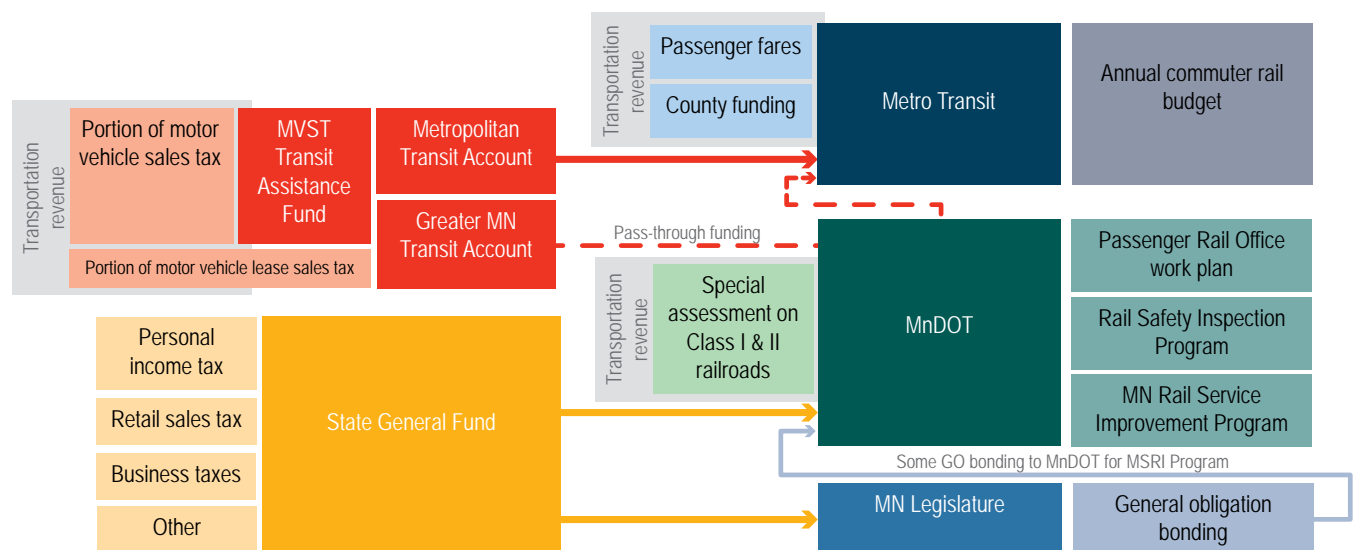 Transportation
revenue
Passenger fares
County funding
Metro Transit
Annual commuter rail
budget
Transportation
revenue
Portion of motor
vehicle sales tax
MVST
Transit
Assistance
Fund
Metropolitan
Transit Account
Greater MN
Transit Account
Portion of motor vehicle lease sales tax
Pass-through funding
Transportation
revenue
Special
assessment on
Class I & II
railroads
MnDOT
Passenger Rail Office
work plan
Rail Safety Inspection
Program
MN Rail Service
Improvement Program
Personal
income tax
Retail sales tax
Business taxes
Other
State General Fund
Some GO bonding to MnDOT for MSRI Program
MN Legislature
General obligation
bonding